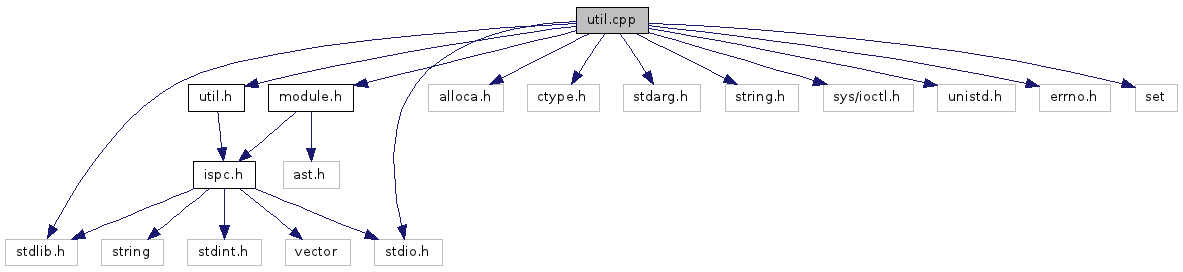 util.cpp
util.h
module.h
alloca.h
ctype.h
stdarg.h
string.h
sys/ioctl.h
unistd.h
errno.h
set
ispc.h
ast.h
stdlib.h
string
stdint.h
vector
stdio.h